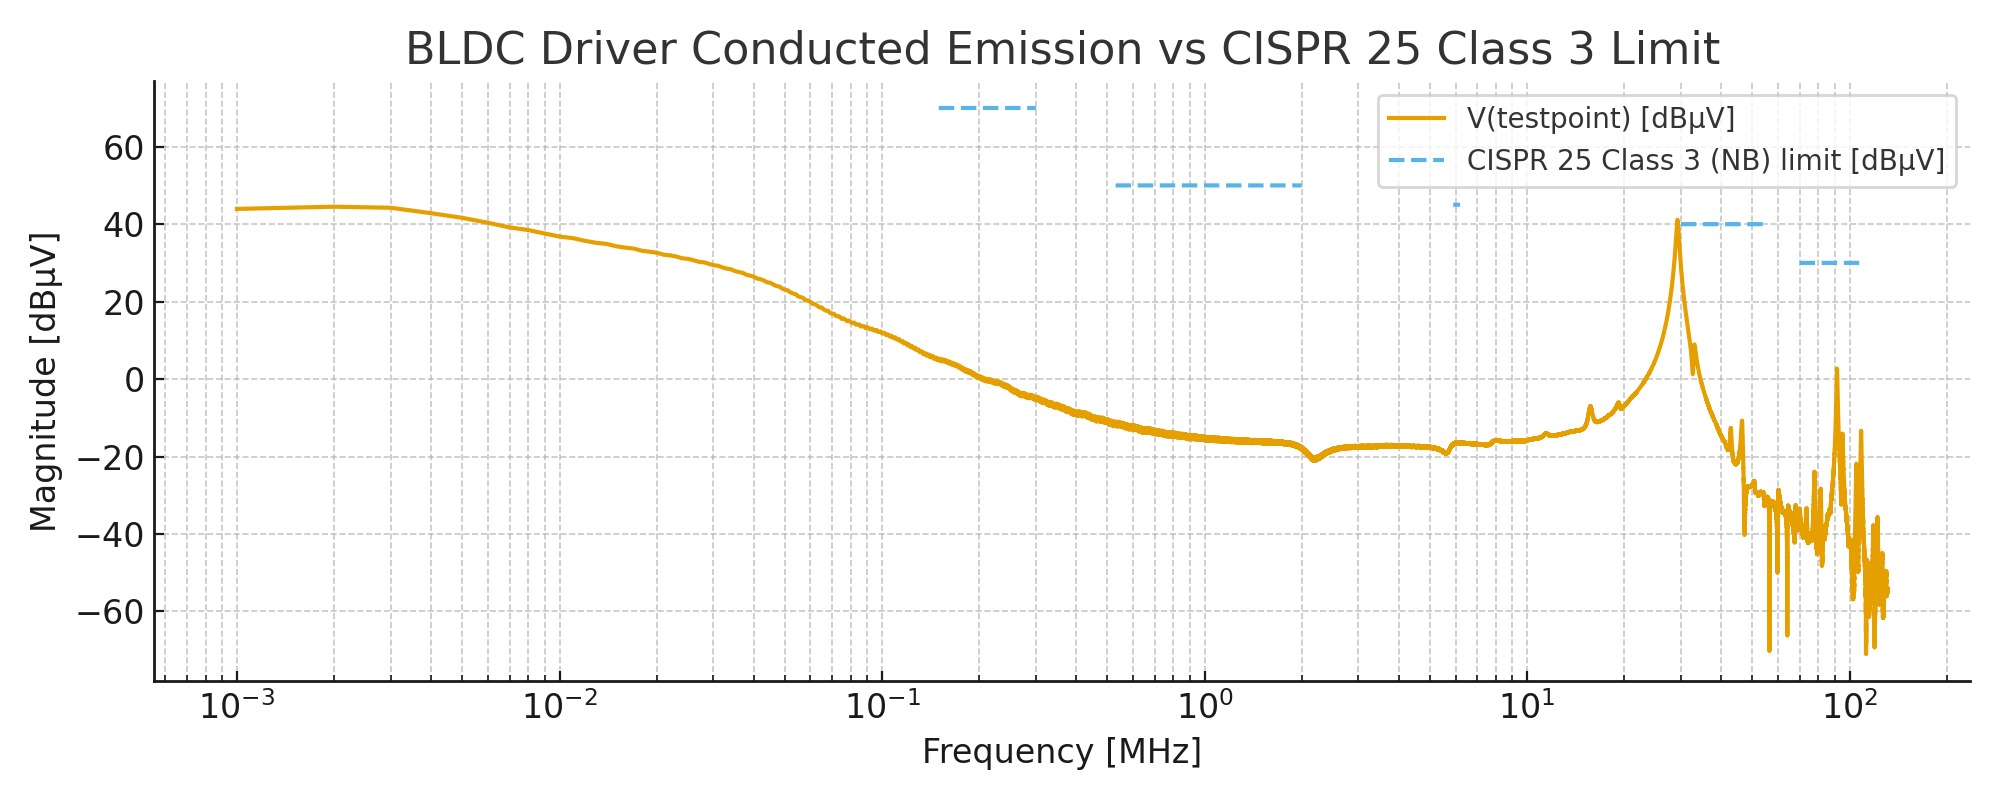 BLDC Driver Conducted Emission vs CISPR 25 Class 3 Limit
V(testpoint) [dBµV]
CISPR 25 Class 3 (NB) limit [dBµV]
Magnitude [dBµV]
60
40
20
0
−20
−40
−60
10⁻³ 10⁻² 10⁻¹ 10⁰ 10¹ 10²
Frequency [MHz]